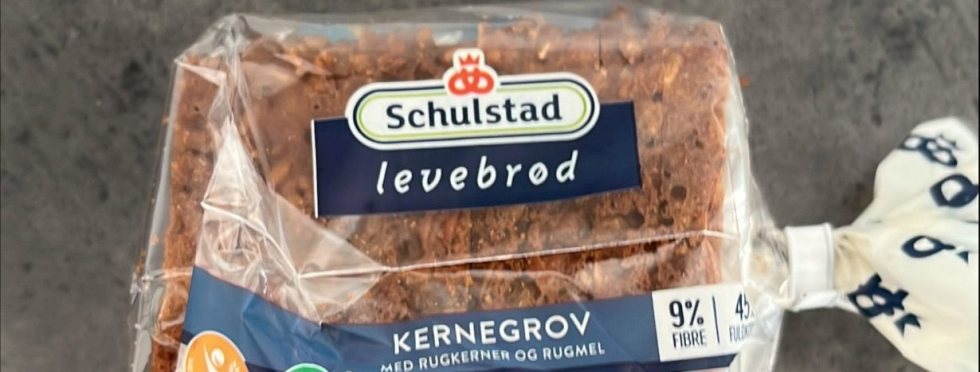 Schulstad
levebrød
KERNEGROV
MED RUGKERNER OG RUGMEL
9%
FIBRE